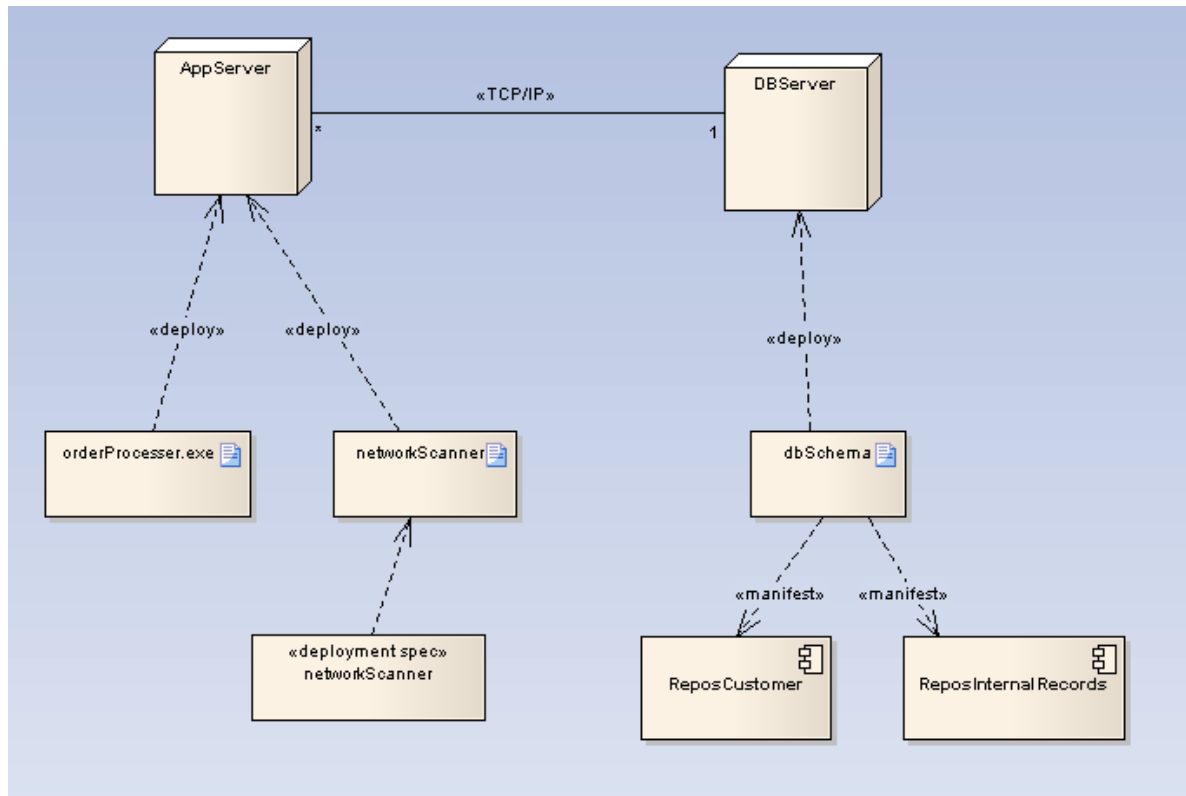 AppServer
DBServer
«TCP/IP»
*
1
«deploy»
«deploy»
«deploy»
orderProcesser.exe
networkScanner
dbSchema
«manifest»
«manifest»
«deployment spec»
networkScanner
ReposCustomer
ReposInternalRecords